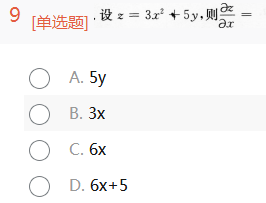 9 [单选题] . 设 z = 3x² + 5y,则∂z/∂x =
A. 5y
B. 3x
C. 6x
D. 6x+5